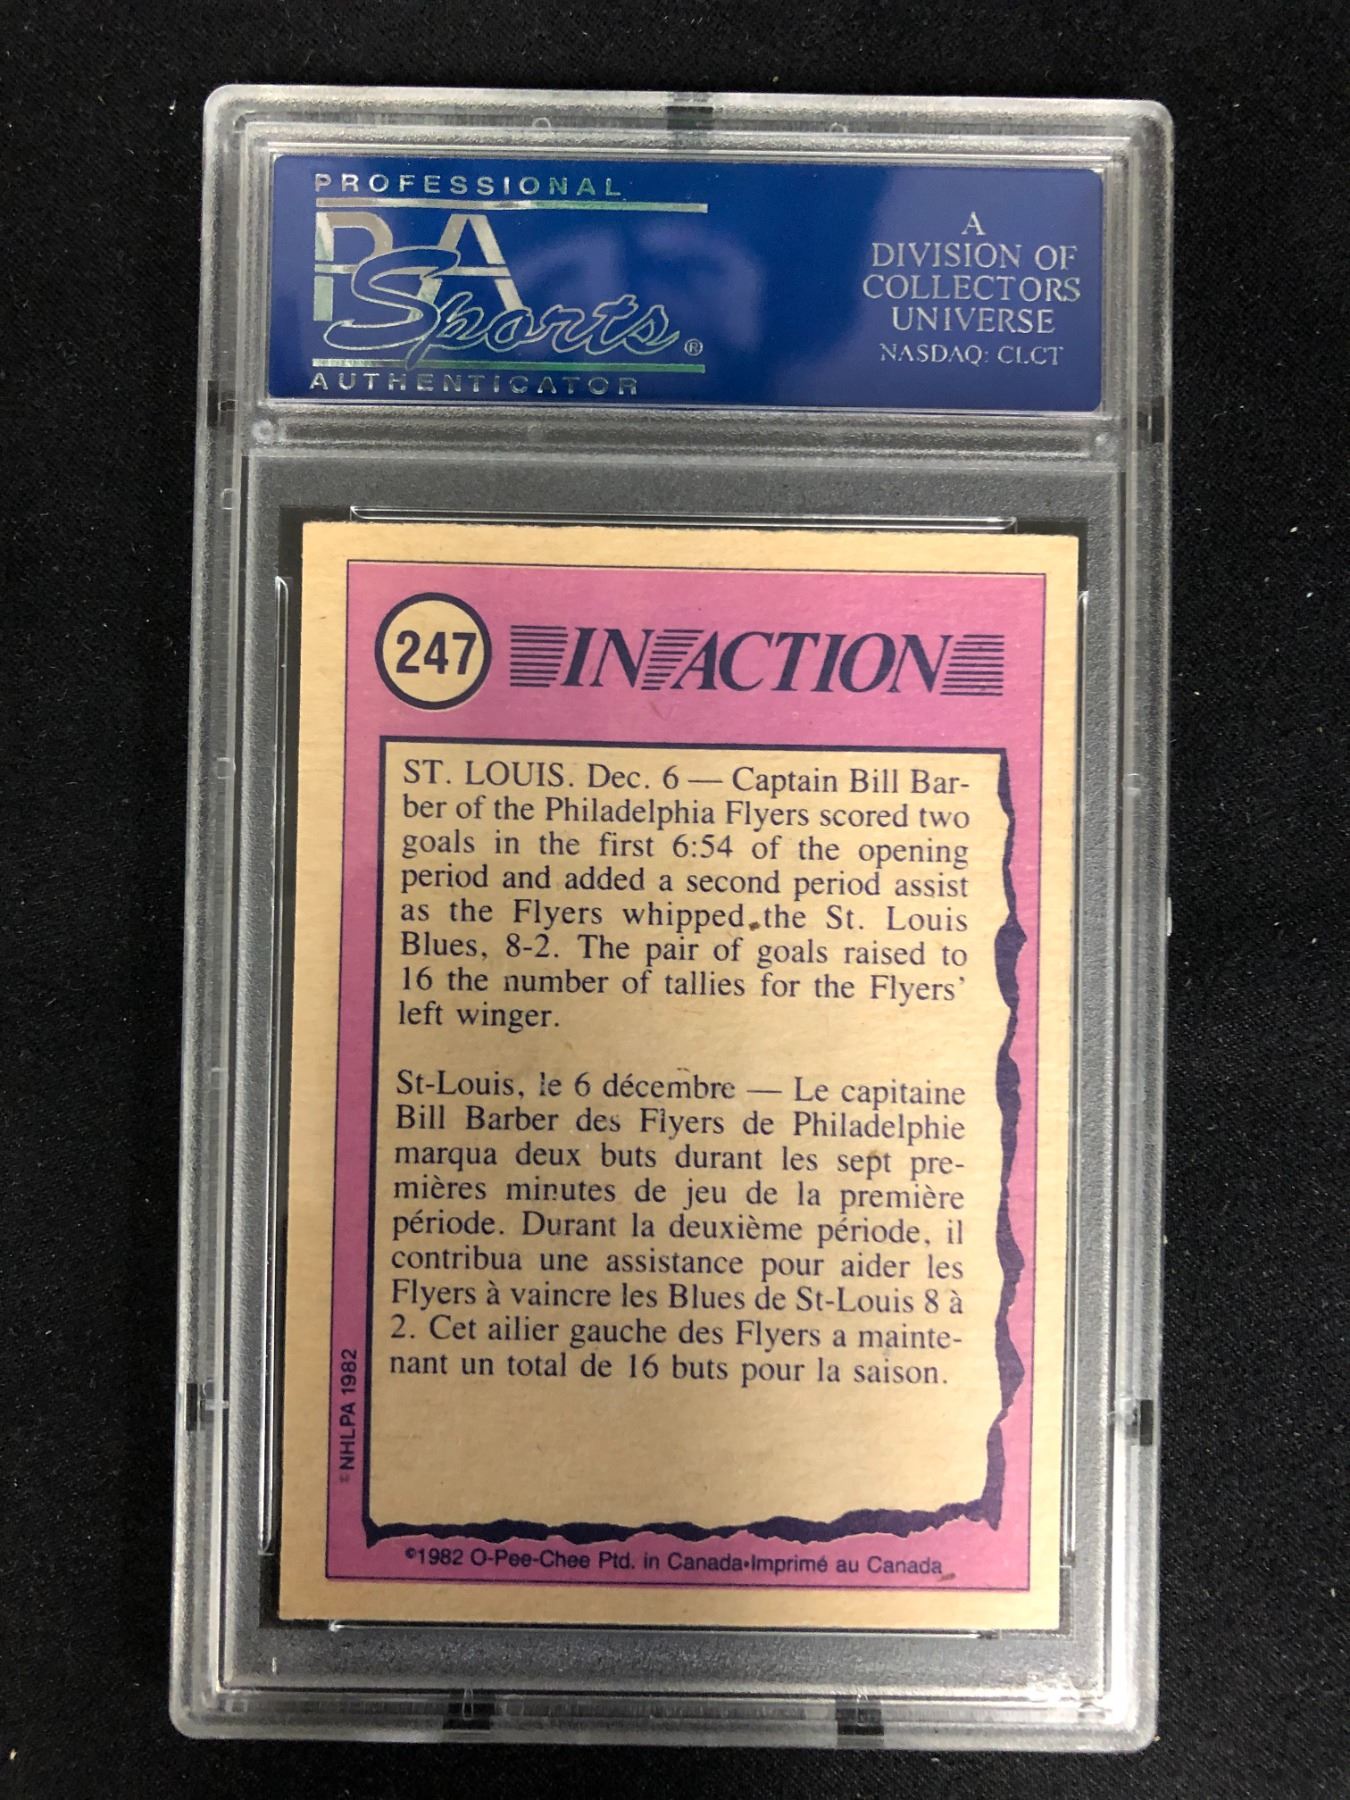 PROFESSIONAL
PSA
Sports®
AUTHENTICATOR
A
DIVISION OF
COLLECTORS
UNIVERSE
NASDAQ: CLCT
247 IN ACTION
ST. LOUIS. Dec. 6 — Captain Bill Bar-
ber of the Philadelphia Flyers scored two
goals in the first 6:54 of the opening
period and added a second period assist
as the Flyers whipped the St. Louis
Blues, 8-2. The pair of goals raised to
16 the number of tallies for the Flyers'
left winger.
St-Louis, le 6 décembre — Le capitaine
Bill Barber des Flyers de Philadelphie
marqua deux buts durant les sept pre-
mières minutes de jeu de la première
période. Durant la deuxième période, il
contribua une assistance pour aider les
Flyers à vaincre les Blues de St-Louis 8 à
2. Cet ailier gauche des Flyers a mainte-
nant un total de 16 buts pour la saison.
©NHLPA 1982
©1982 O-Pee-Chee Ptd. in Canada•Imprimé au Canada